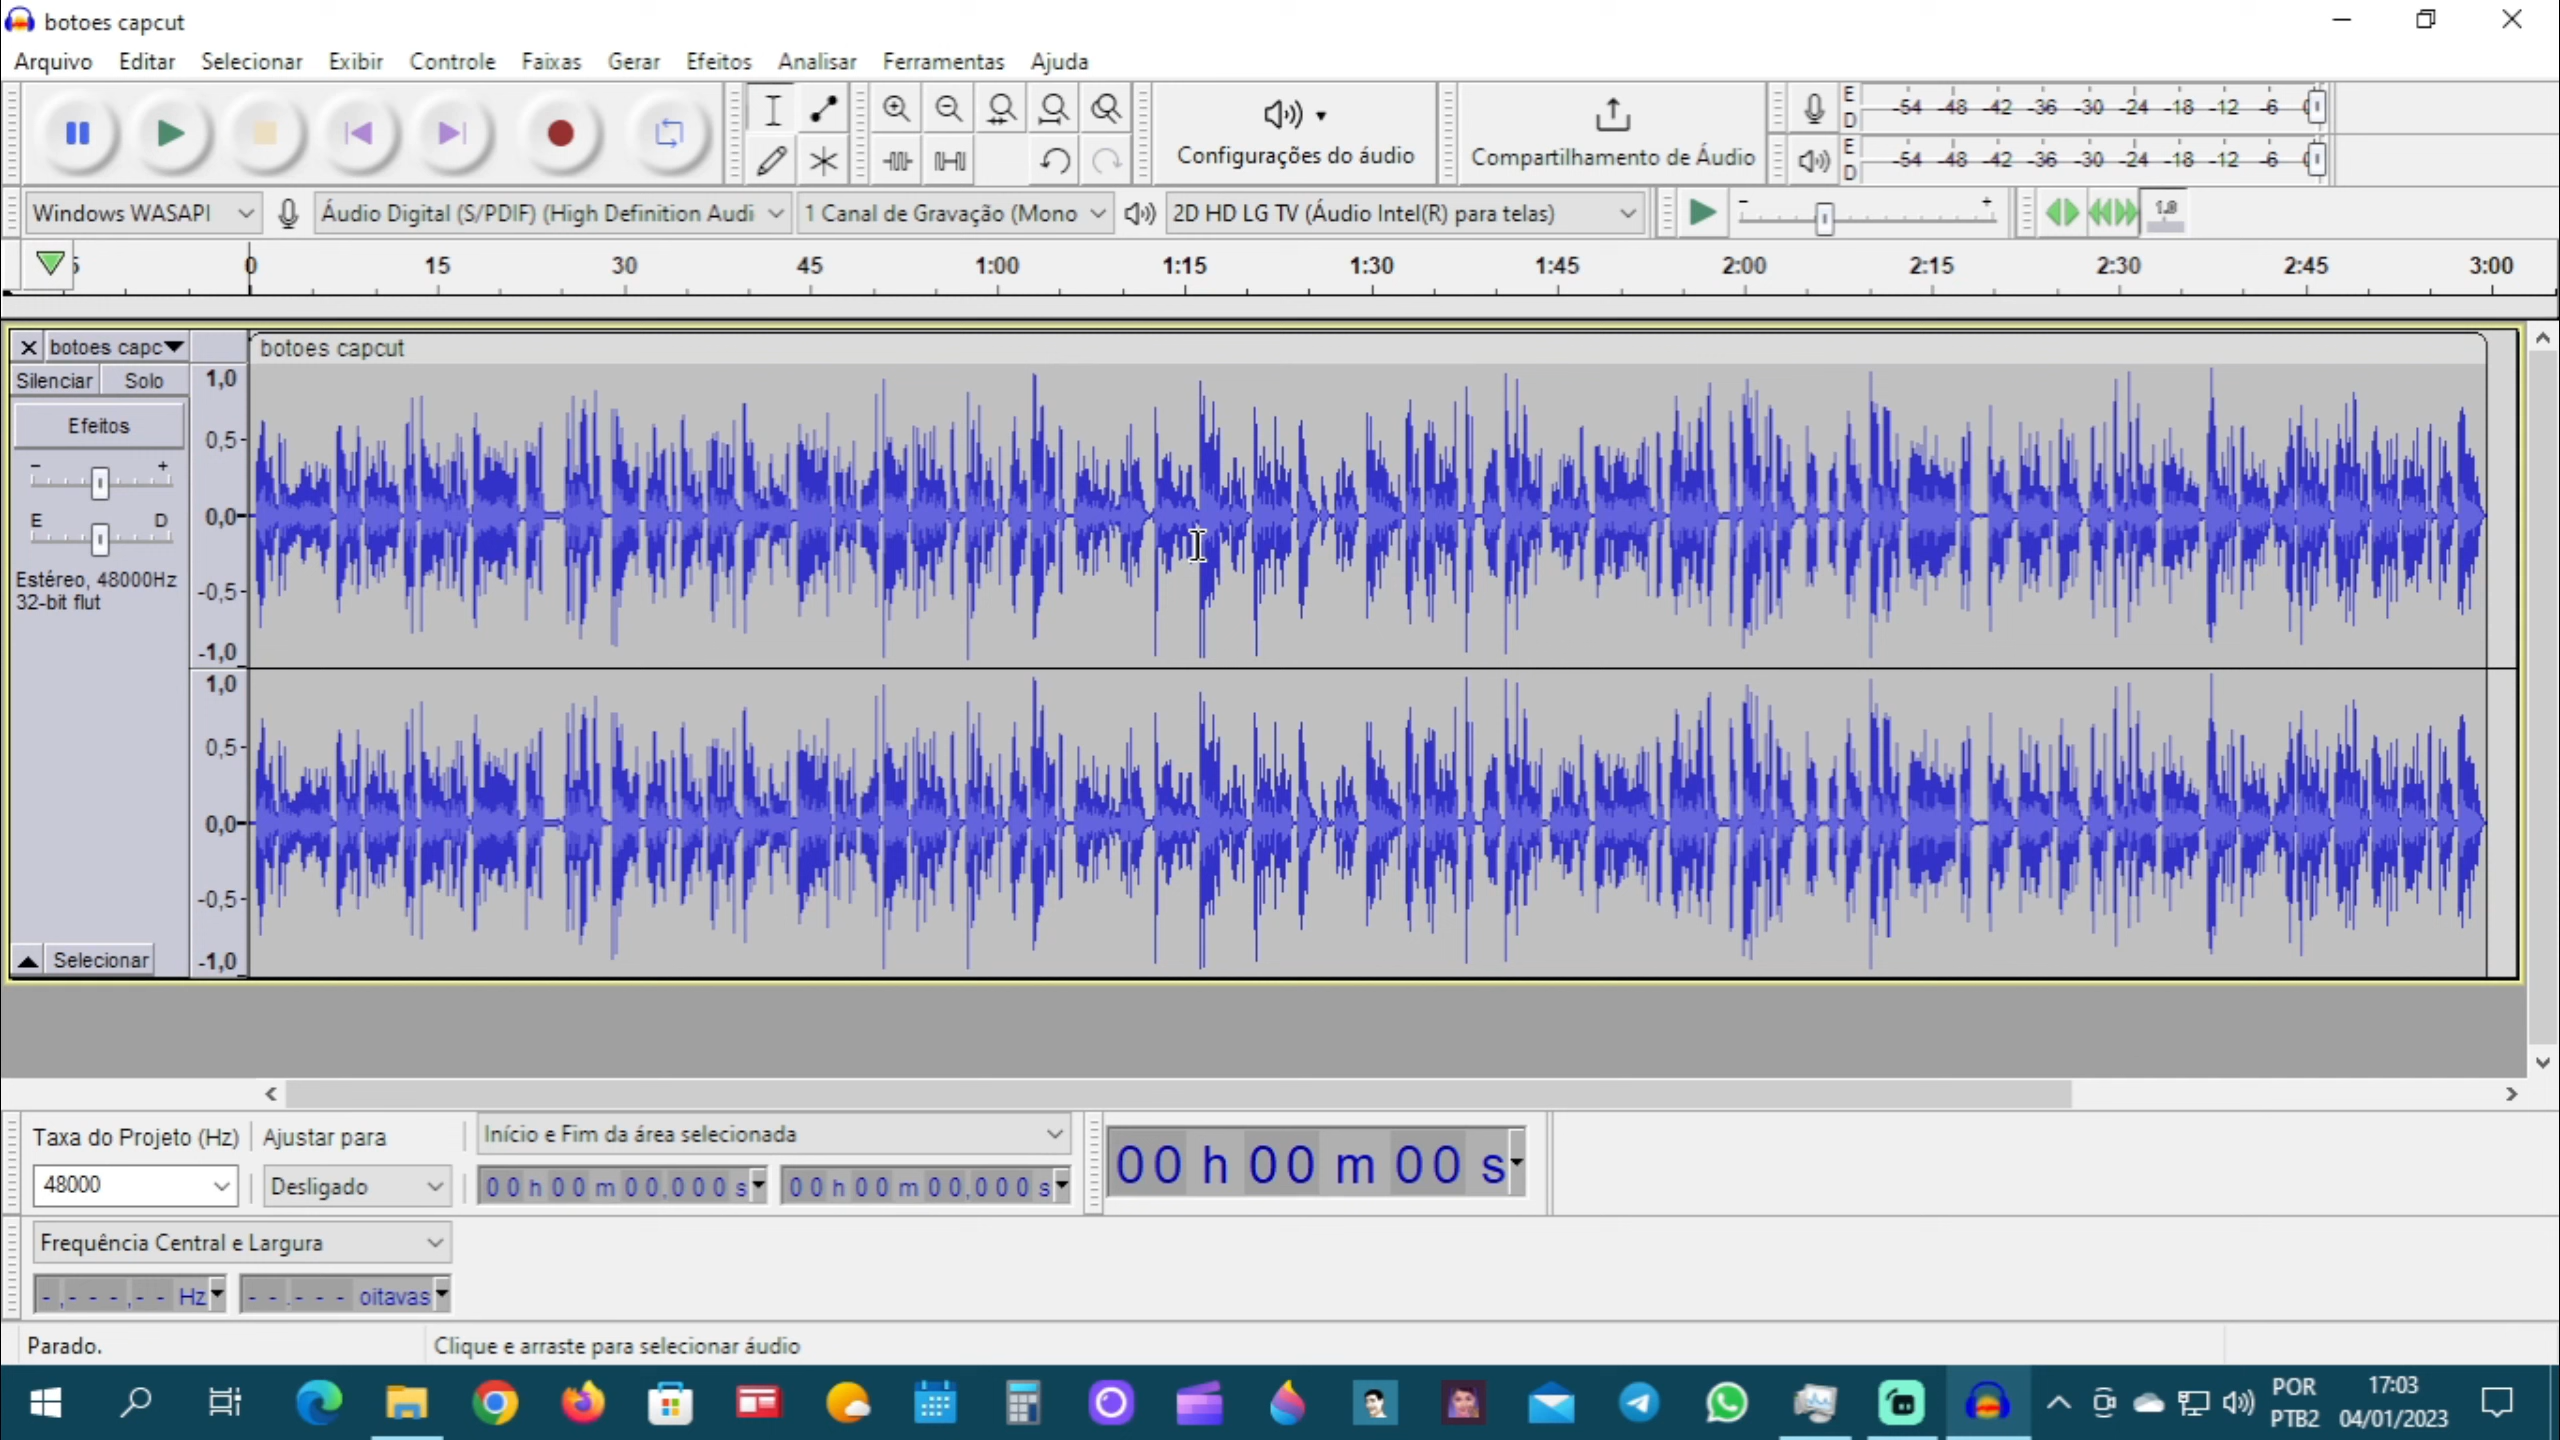 botoes capcut
Arquivo Editar Selecionar Exibir Controle Faixas Gerar Efeitos Analisar Ferramentas Ajuda
Configurações do áudio
Compartilhamento de Áudio
E
D
-54 -48 -42 -36 -30 -24 -18 -12 -6
E
D
-54 -48 -42 -36 -30 -24 -18 -12 -6
Windows WASAPI
Áudio Digital (S/PDIF) (High Definition Audi
1 Canal de Gravação (Mono
2D HD LG TV (Áudio Intel(R) para telas)
- +
1.0
0 15 30 45 1:00 1:15 1:30 1:45 2:00 2:15 2:30 2:45 3:00
botoes capc
botoes capcut
Silenciar Solo
Efeitos
- +
E D
Estéreo, 48000Hz
32-bit flut
1,0
0,5
0,0
-0,5
-1,0
1,0
0,5
0,0
-0,5
-1,0
Selecionar
Taxa do Projeto (Hz) Ajustar para
Início e Fim da área selecionada
48000
Desligado
00 h 00 m 00,000 s
00 h 00 m 00,000 s
00 h 00 m 00 s
Frequência Central e Largura
-,---,-- Hz
--.--- oitavas
Parado.
Clique e arraste para selecionar áudio
POR
PTB2
17:03
04/01/2023